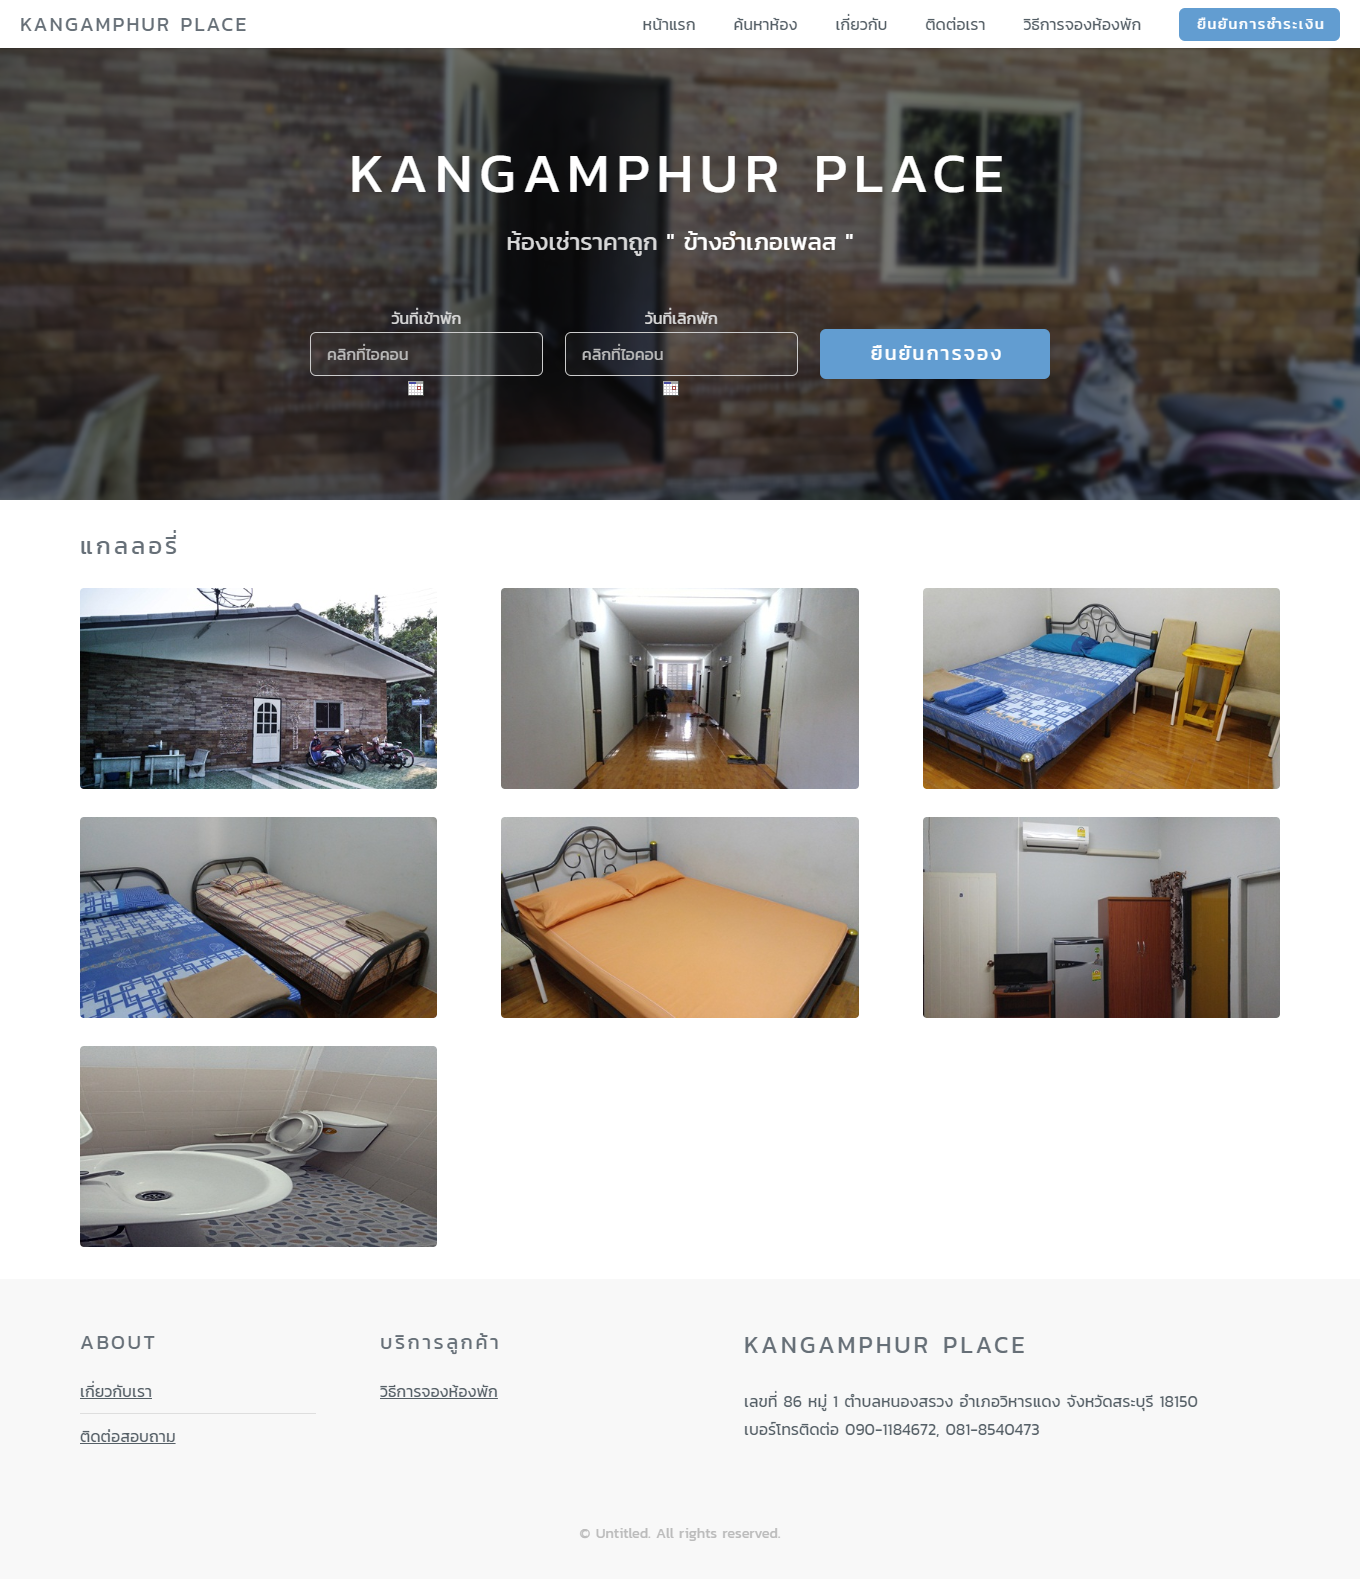 KANGAMPHUR PLACE
หน้าแรก
ค้นหาห้อง
เกี่ยวกับ
ติดต่อเรา
วิธีการจองห้องพัก
ยืนยันการชำระเงิน
KANGAMPHUR PLACE
ห้องเช่าราคาถูก " ข้างอำเภอเพลส "
วันที่เข้าพัก
วันที่เลิกพัก
คลิกที่ไอคอน
คลิกที่ไอคอน
ยืนยันการจอง
แกลลอรี่
ABOUT
เกี่ยวกับเรา
ติดต่อสอบถาม
บริการลูกค้า
วิธีการจองห้องพัก
KANGAMPHUR PLACE
เลขที่ 86 หมู่ 1 ตำบลหนองสรวง อำเภอวิหารแดง จังหวัดสระบุรี 18150
เบอร์โทรติดต่อ 090-1184672, 081-8540473
© Untitled. All rights reserved.